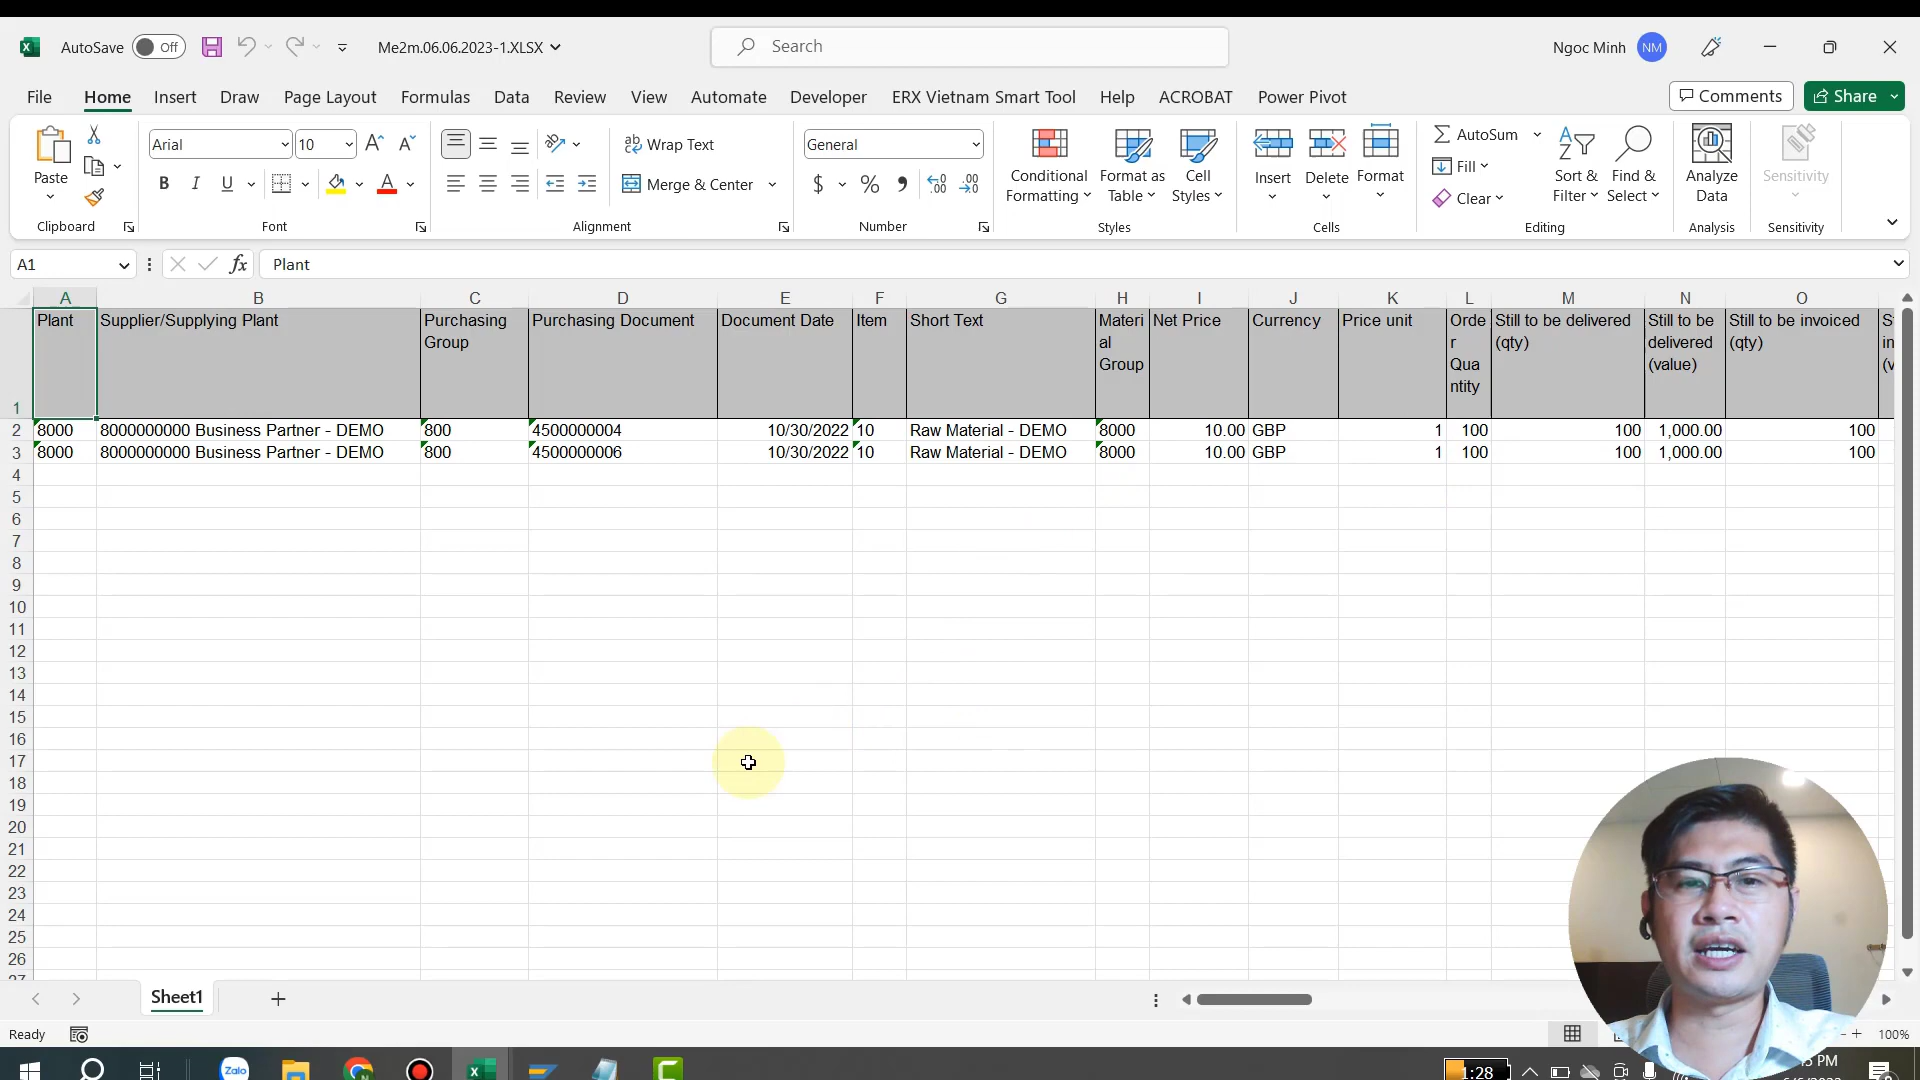 AutoSave Off Me2m.06.06.2023-1.XLSX Search Ngoc Minh NM
File Home Insert Draw Page Layout Formulas Data Review View Automate Developer ERX Vietnam Smart Tool Help ACROBAT Power Pivot Comments Share
Paste Arial 10 Wrap Text General Conditional Formatting Format as Table Cell Styles Insert Delete Format AutoSum Sort & Filter Find & Select Analyze Data Sensitivity
B I U Merge & Center $ % Fill
Clear
Clipboard Font Alignment Number Styles Cells Editing Analysis Sensitivity
A1 fx Plant
A B C D E F G H I J K L M N O
Plant Supplier/Supplying Plant Purchasing Group Purchasing Document Document Date Item Short Text Materi al Group Net Price Currency Price unit Orde r Qua ntity Still to be delivered (qty) Still to be delivered (value) Still to be invoiced (qty)
1
2 8000 8000000000 Business Partner - DEMO 800 4500000004 10/30/2022 10 Raw Material - DEMO 8000 10.00 GBP 1 100 100 1,000.00 100
3 8000 8000000000 Business Partner - DEMO 800 4500000006 10/30/2022 10 Raw Material - DEMO 8000 10.00 GBP 1 100 100 1,000.00 100
4
5
6
7
8
9
10
11
12
13
14
15
16
17
18
19
20
21
22
23
24
25
26
27
Sheet1
Ready 100%
Zalo 1:28 PM